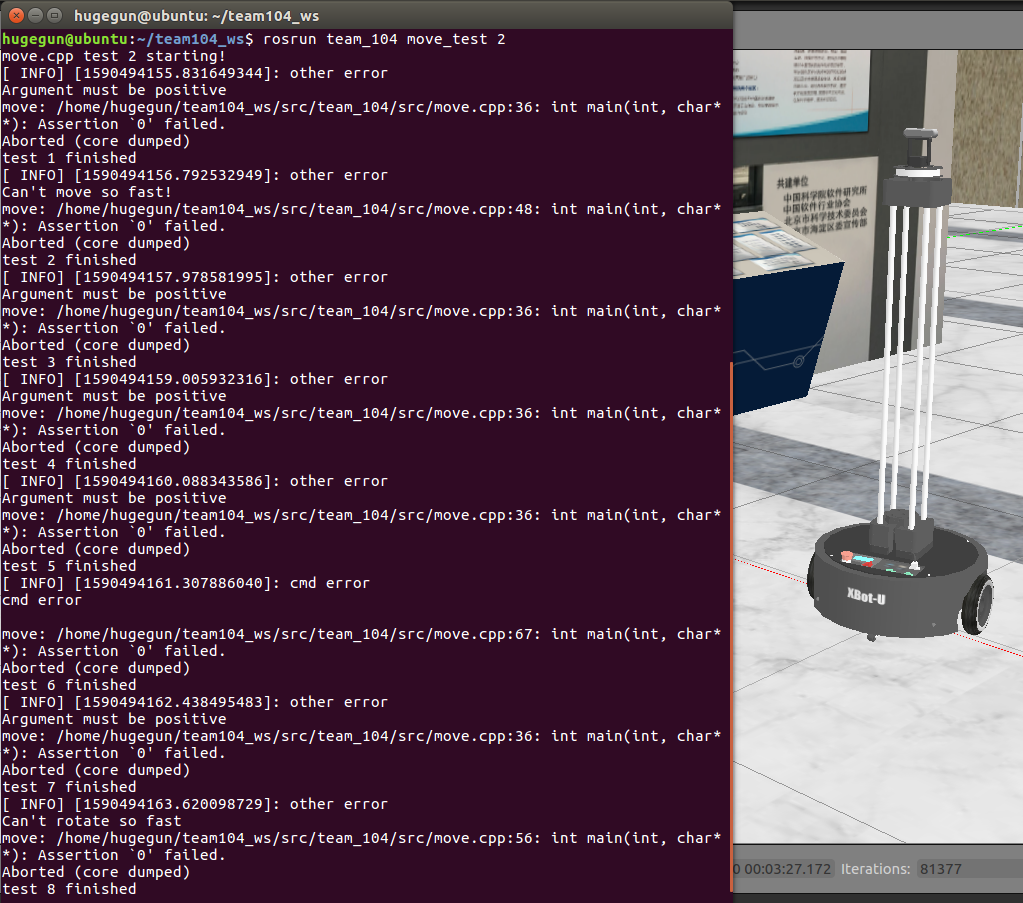 hugegun@ubuntu: ~/team104_ws
hugegun@ubuntu:~/team104_ws$ rosrun team_104 move_test 2
move.cpp test 2 starting!
[ INFO] [1590494155.831649344]: other error
Argument must be positive
move: /home/hugegun/team104_ws/src/team_104/src/move.cpp:36: int main(int, char*
*): Assertion `0' failed.
Aborted (core dumped)
test 1 finished
[ INFO] [1590494156.792532949]: other error
Can't move so fast!
move: /home/hugegun/team104_ws/src/team_104/src/move.cpp:48: int main(int, char*
*): Assertion `0' failed.
Aborted (core dumped)
test 2 finished
[ INFO] [1590494157.978581995]: other error
Argument must be positive
move: /home/hugegun/team104_ws/src/team_104/src/move.cpp:36: int main(int, char*
*): Assertion `0' failed.
Aborted (core dumped)
test 3 finished
[ INFO] [1590494159.005932316]: other error
Argument must be positive
move: /home/hugegun/team104_ws/src/team_104/src/move.cpp:36: int main(int, char*
*): Assertion `0' failed.
Aborted (core dumped)
test 4 finished
[ INFO] [1590494160.088343586]: other error
Argument must be positive
move: /home/hugegun/team104_ws/src/team_104/src/move.cpp:36: int main(int, char*
*): Assertion `0' failed.
Aborted (core dumped)
test 5 finished
[ INFO] [1590494161.307886040]: cmd error
cmd error
move: /home/hugegun/team104_ws/src/team_104/src/move.cpp:67: int main(int, char*
*): Assertion `0' failed.
Aborted (core dumped)
test 6 finished
[ INFO] [1590494162.438495483]: other error
Argument must be positive
move: /home/hugegun/team104_ws/src/team_104/src/move.cpp:36: int main(int, char*
*): Assertion `0' failed.
Aborted (core dumped)
test 7 finished
[ INFO] [1590494163.620098729]: other error
Can't rotate so fast
move: /home/hugegun/team104_ws/src/team_104/src/move.cpp:56: int main(int, char*
*): Assertion `0' failed.
Aborted (core dumped)
test 8 finished
共建单位
中国科学院软件研究所
中国软件行业协会
北京市科学技术委员会
京市海淀区委宣传部
XBot-U
0 00:03:27.172 Iterations: 81377